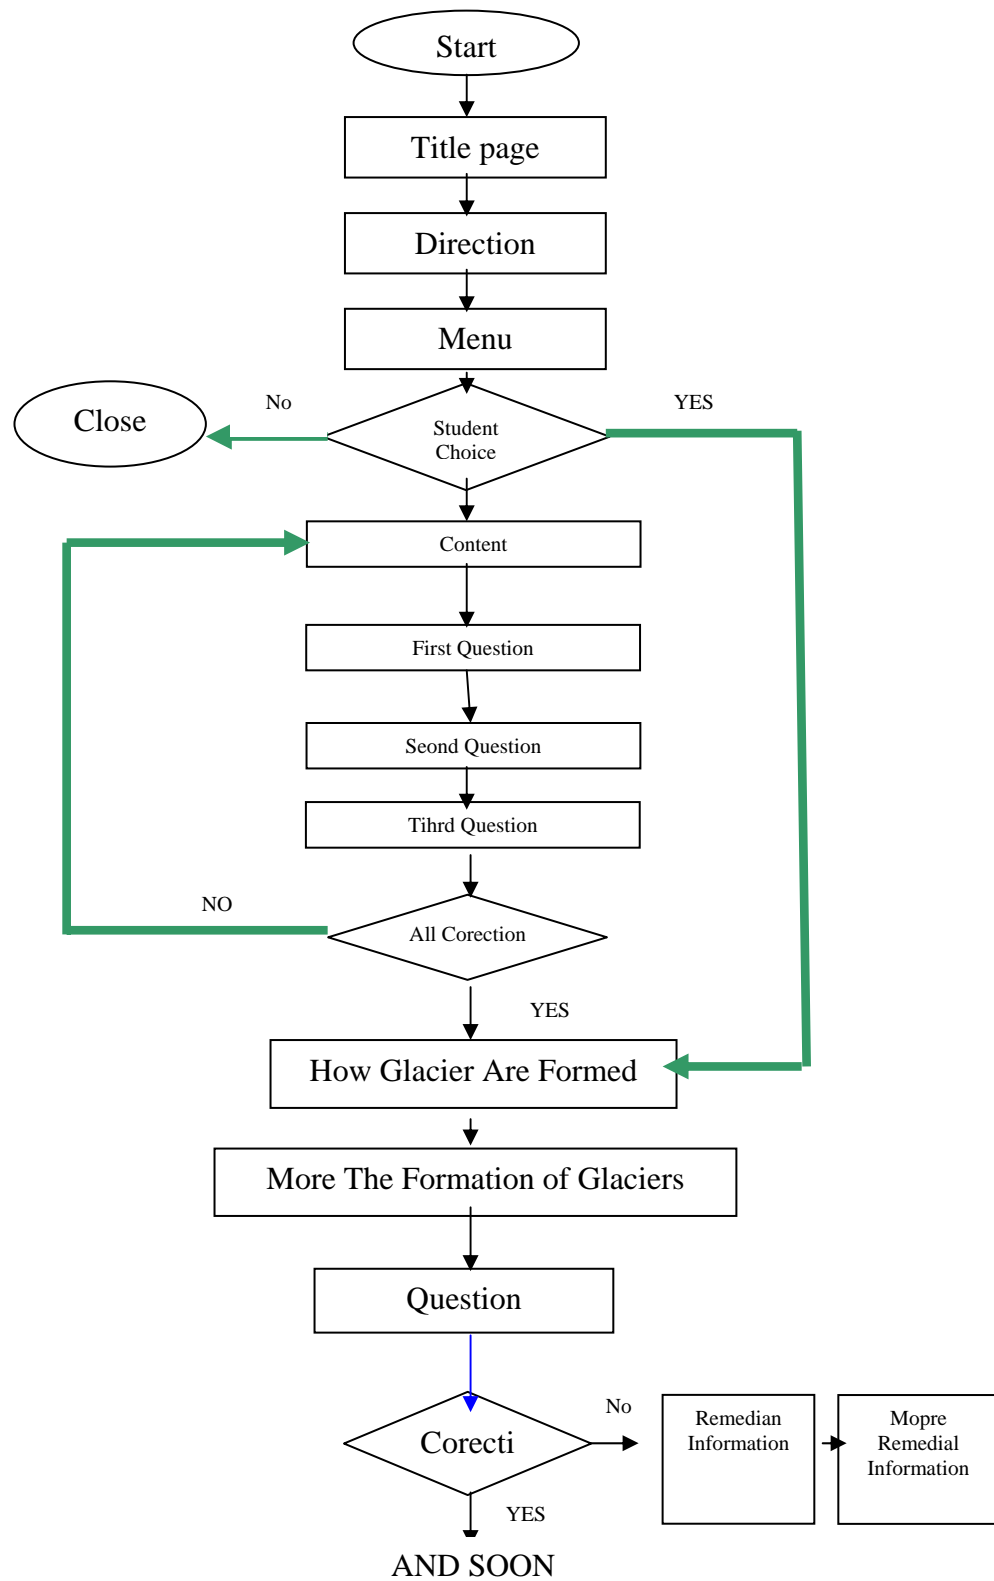 Start
Title page
Direction
Menu
Close
No
Student
Choice
YES
Content
First Question
Seond Question
Tihrd Question
NO
All Corection
YES
How Glacier Are Formed
More The Formation of Glaciers
Question
Corecti
No
Remedian
Information
Mopre
Remedial
Information
YES
AND SOON